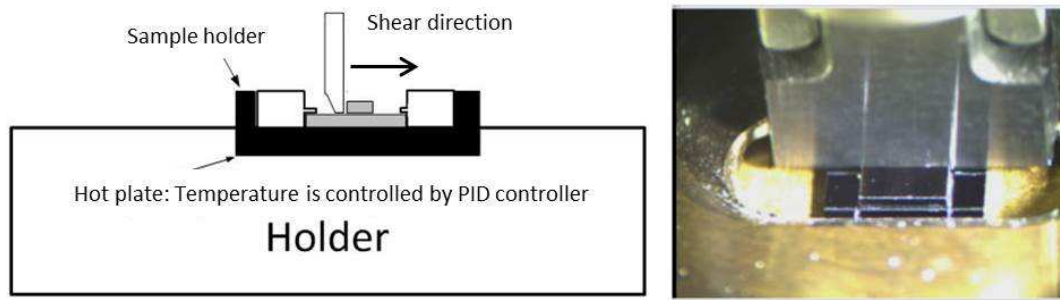 Sample holder
Shear direction
Hot plate: Temperature is controlled by PID controller
Holder